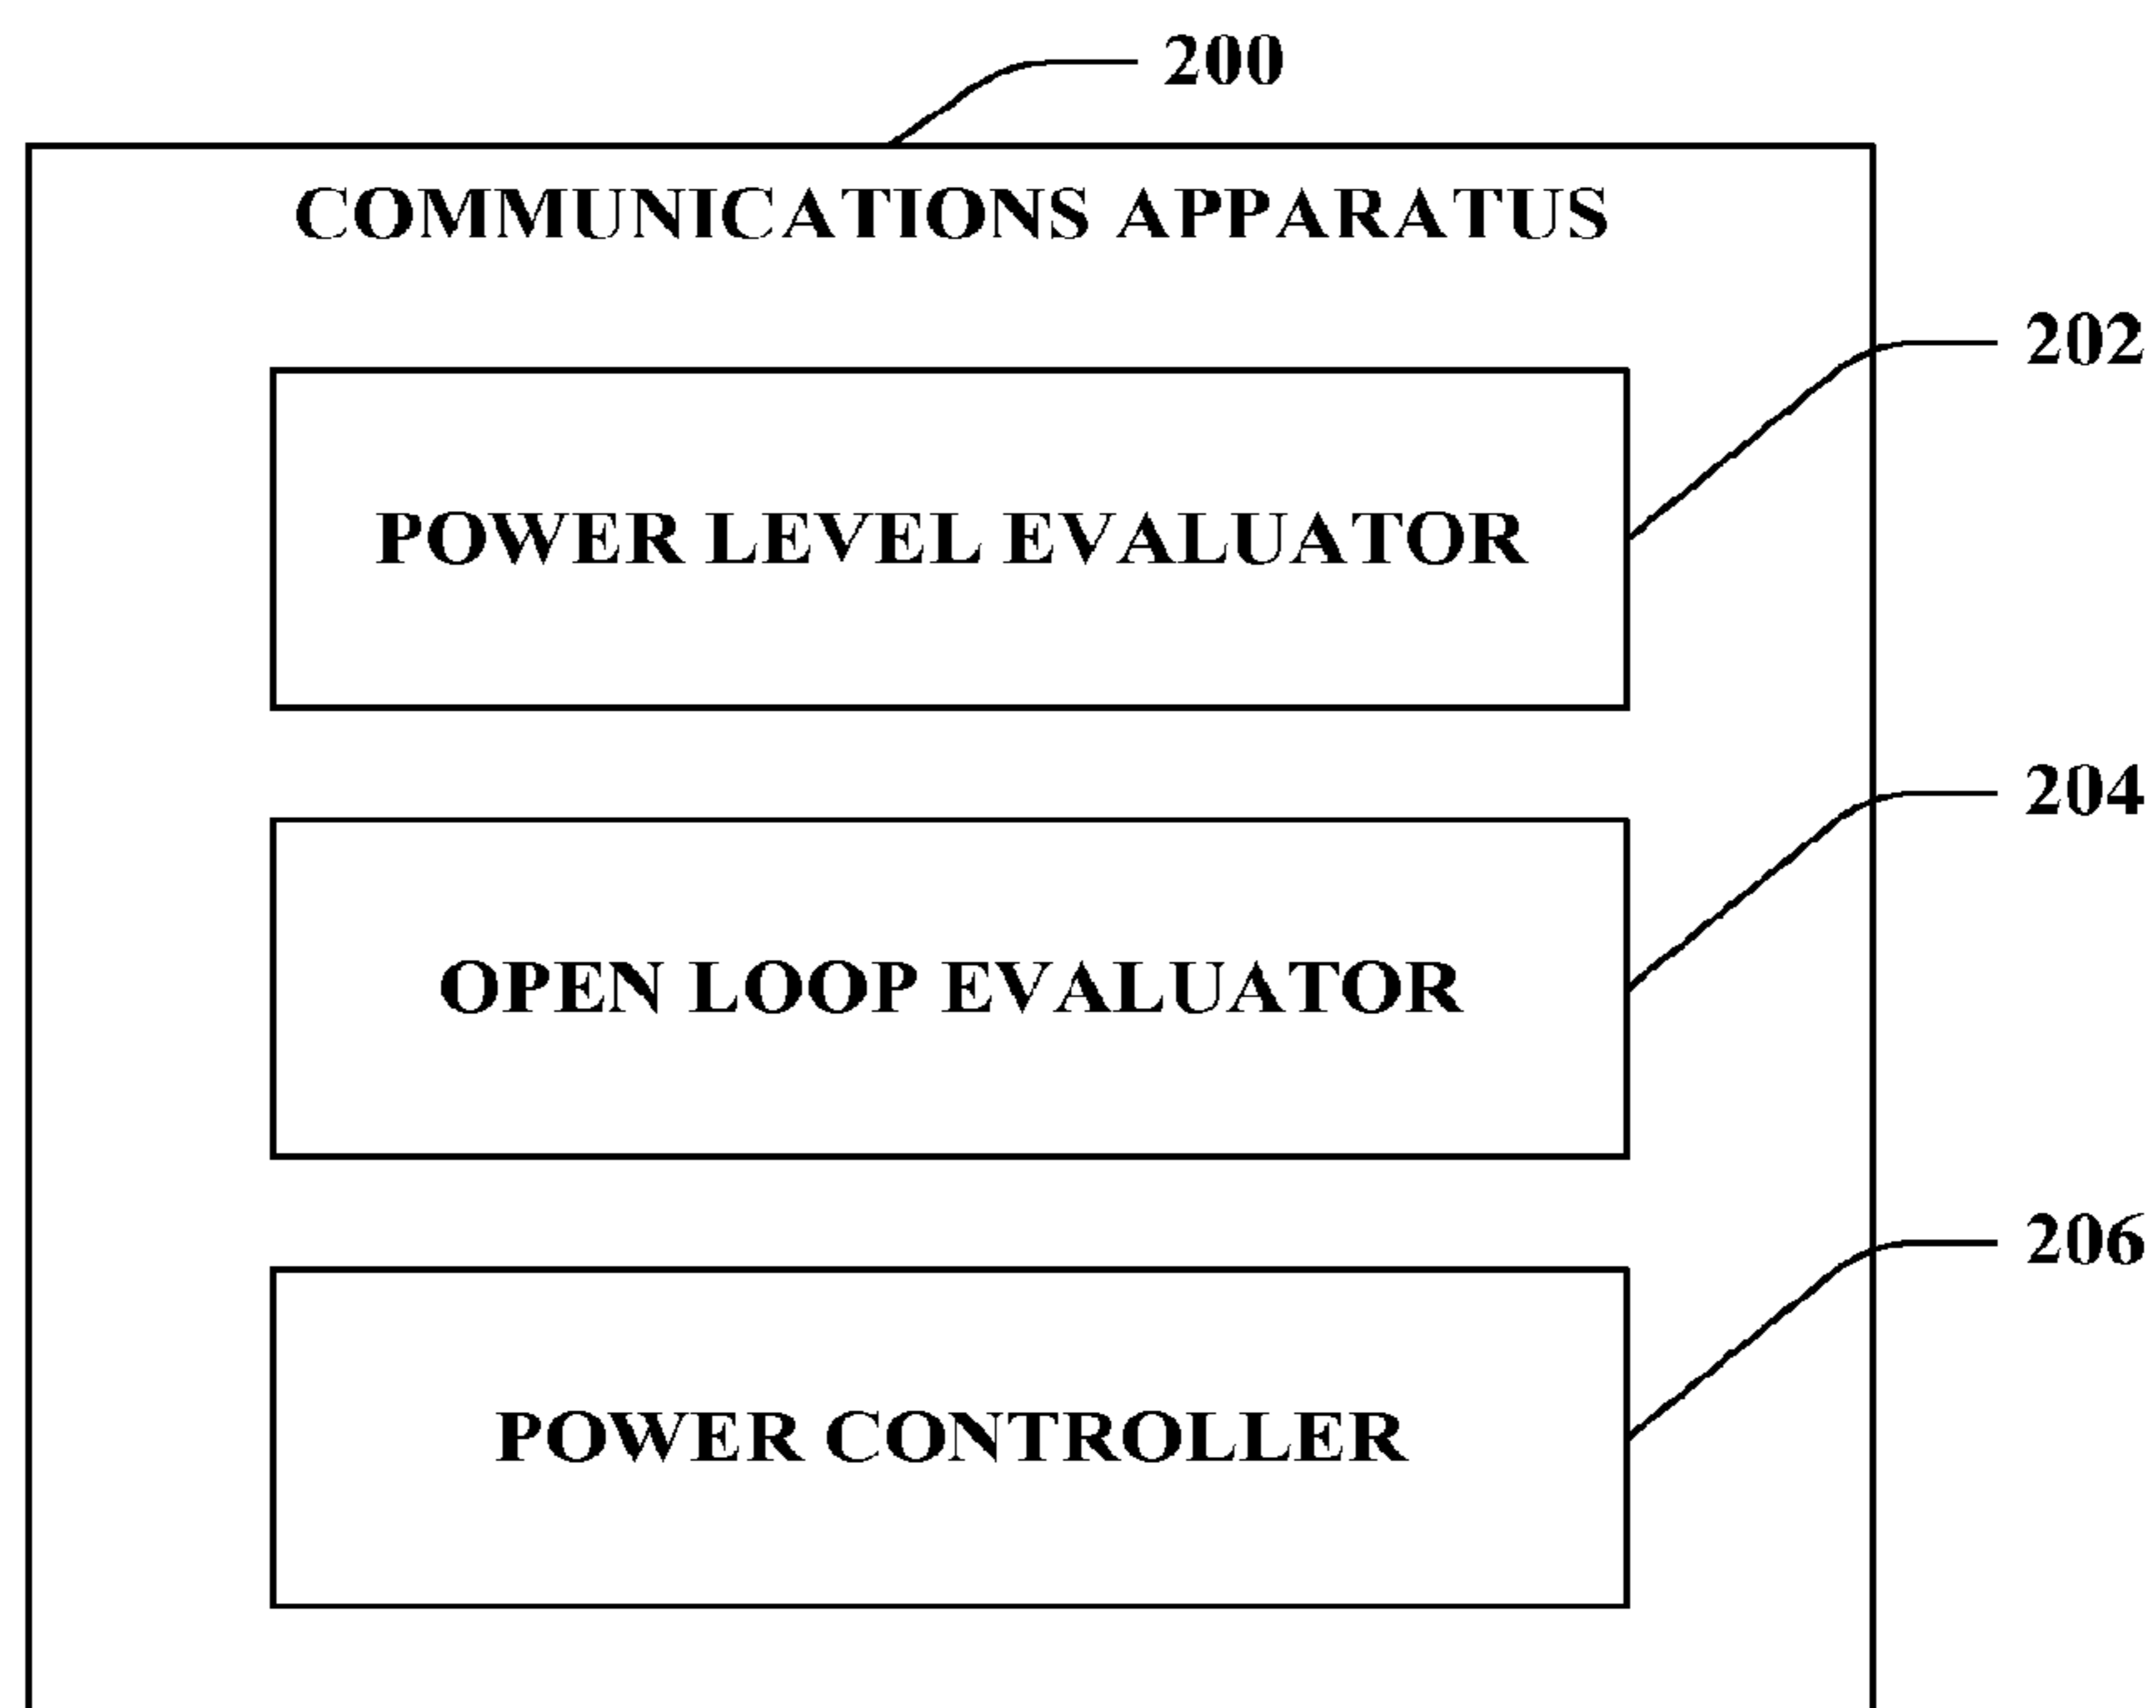 200
COMMUNICATIONS APPARATUS
202
POWER LEVEL EVALUATOR
204
OPEN LOOP EVALUATOR
206
POWER CONTROLLER